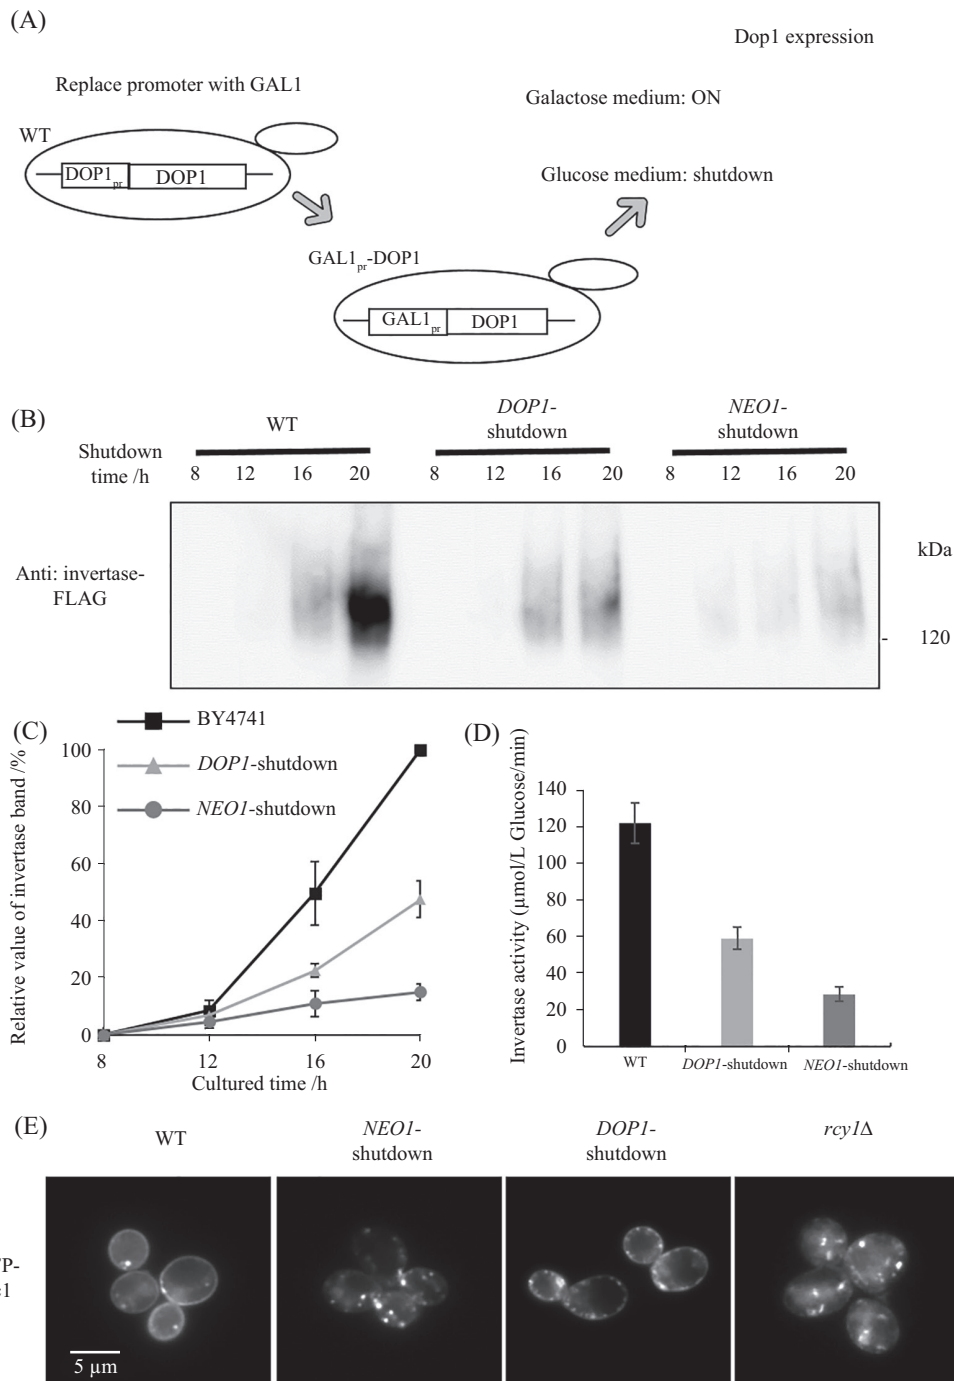 (A)
Dop1 expression
Replace promoter with GAL1
Galactose medium: ON
WT
DOP1pr DOP1
Glucose medium: shutdown
GAL1pr-DOP1
GAL1pr DOP1
(B)
WT
DOP1-
shutdown
NEO1-
shutdown
Shutdown
time /h
8 12 16 20 8 12 16 20 8 12 16 20
kDa
Anti: invertase-
FLAG
- 120
(C)
BY4741
DOP1-shutdown
NEO1-shutdown
Relative value of invertase band /%
100
80
60
40
20
0
8 12 16 20
Cultured time /h
(D)
Invertase activity (μmol/L Glucose/min)
140
120
100
80
60
40
20
0
WT DOP1-shutdown NEO1-shutdown
(E)
WT
NEO1-
shutdown
DOP1-
shutdown
rcy1Δ
5 μm